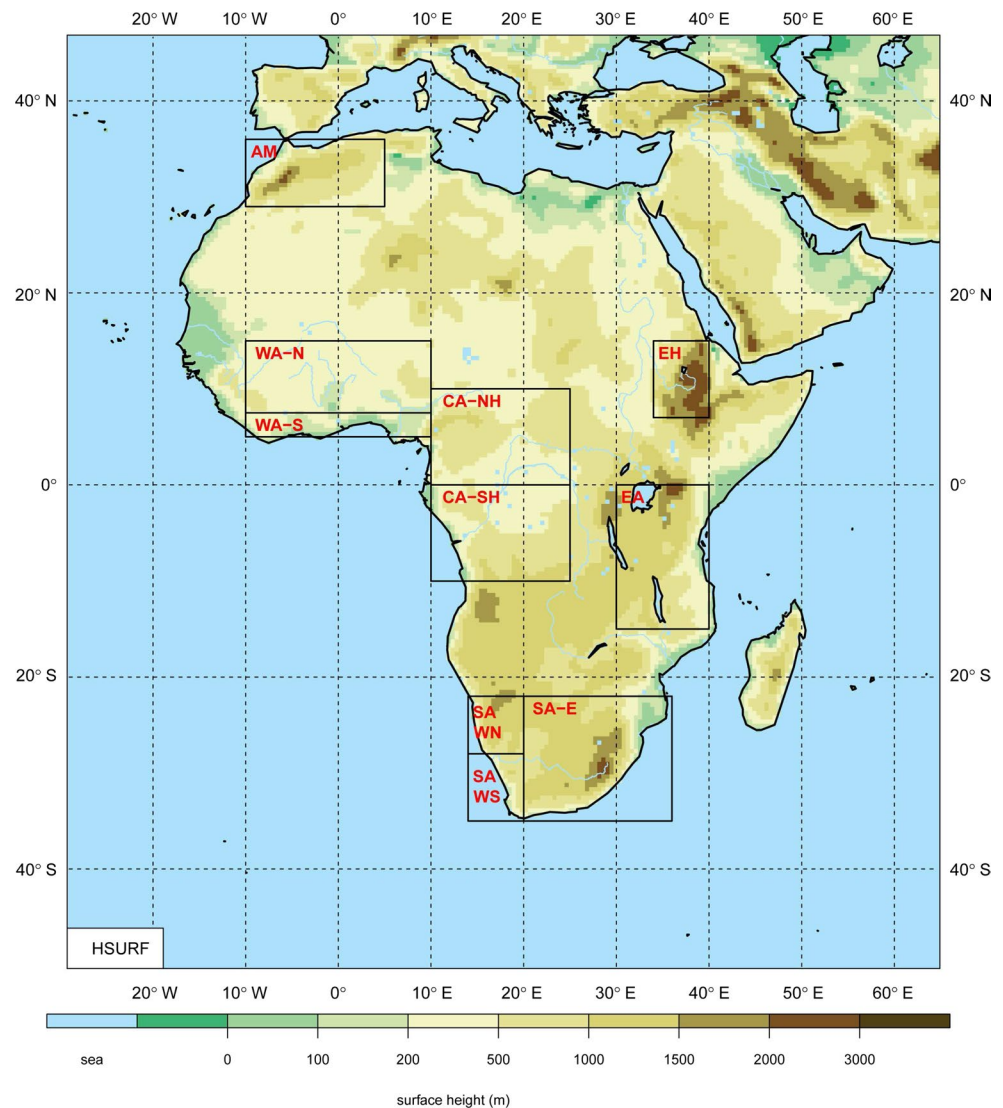 20° W 10° W 0° 10° E 20° E 30° E 40° E 50° E 60° E
40° N 40° N
AM
20° N 20° N
WA−N EH
CA−NH
WA−S
0° 0°
CA−SH EA
20° S 20° S
SA SA−E
WN
SA
WS
40° S 40° S
HSURF
20° W 10° W 0° 10° E 20° E 30° E 40° E 50° E 60° E
sea 0 100 200 500 1000 1500 2000 3000
surface height (m)